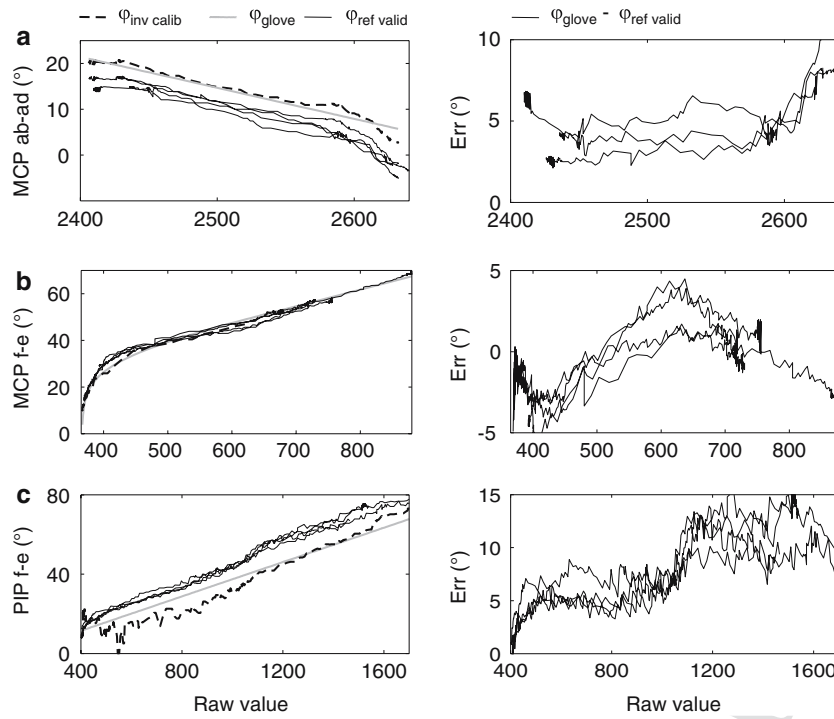 φinv calib φglove φref valid
φglove - φref valid
a
MCP ab-ad (°)
20
10
0
2400 2500 2600
Err (°)
10
5
0
2400 2500 2600
b
MCP f-e (°)
60
40
20
0
400 500 600 700 800
Err (°)
5
0
-5
400 500 600 700 800
c
PIP f-e (°)
80
40
0
400 800 1200 1600
Raw value
Err (°)
15
10
5
0
400 800 1200 1600
Raw value